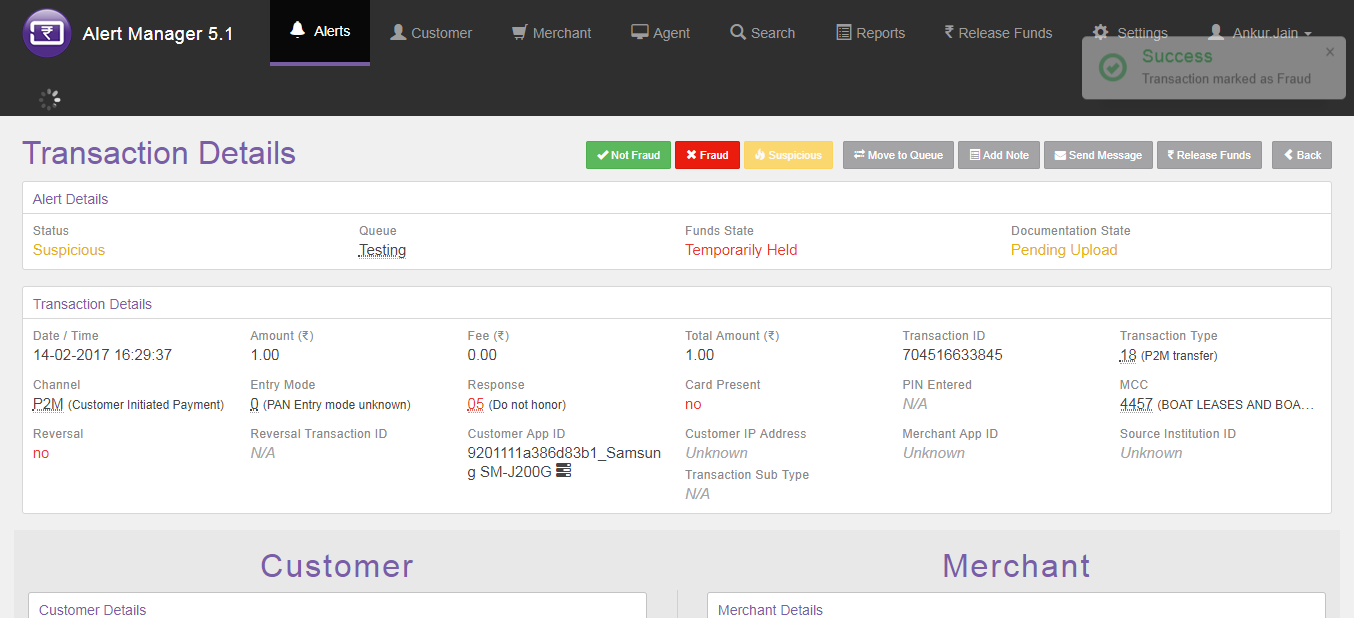 Alert Manager 5.1
Alerts
Customer
Merchant
Agent
Search
Reports
₹ Release Funds
Settings
Ankur.Jain
Success
Transaction marked as Fraud
×
Transaction Details
Not Fraud
Fraud
Suspicious
Move to Queue
Add Note
Send Message
₹ Release Funds
Back
Alert Details
Status
Queue
Funds State
Documentation State
Suspicious
Testing
Temporarily Held
Pending Upload
Transaction Details
Date / Time
Amount (₹)
Fee (₹)
Total Amount (₹)
Transaction ID
Transaction Type
14-02-2017 16:29:37
1.00
0.00
1.00
704516633845
18 (P2M transfer)
Channel
Entry Mode
Response
Card Present
PIN Entered
MCC
P2M (Customer Initiated Payment)
0 (PAN Entry mode unknown)
05 (Do not honor)
no
N/A
4457 (BOAT LEASES AND BOA…
Reversal
Reversal Transaction ID
Customer App ID
Customer IP Address
Merchant App ID
Source Institution ID
no
N/A
9201111a386d83b1_Samsun
g SM-J200G
Unknown
Unknown
Unknown
Transaction Sub Type
N/A
Customer
Merchant
Customer Details
Merchant Details